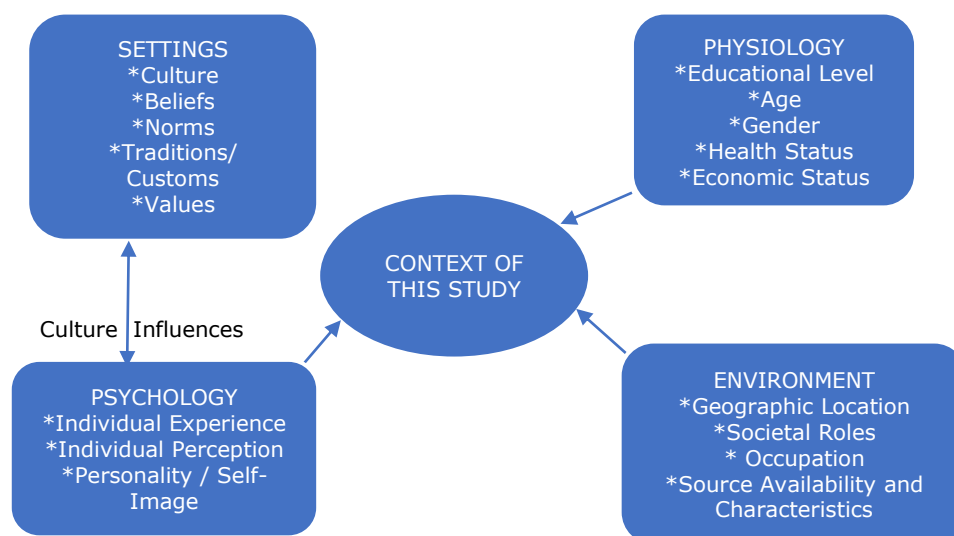 SETTINGS
*Culture
*Beliefs
*Norms
*Traditions/
Customs
*Values
PHYSIOLOGY
*Educational Level
*Age
*Gender
*Health Status
*Economic Status
CONTEXT OF
THIS STUDY
Culture Influences
PSYCHOLOGY
*Individual Experience
*Individual Perception
*Personality / Self-
Image
ENVIRONMENT
*Geographic Location
*Societal Roles
* Occupation
*Source Availability and
Characteristics